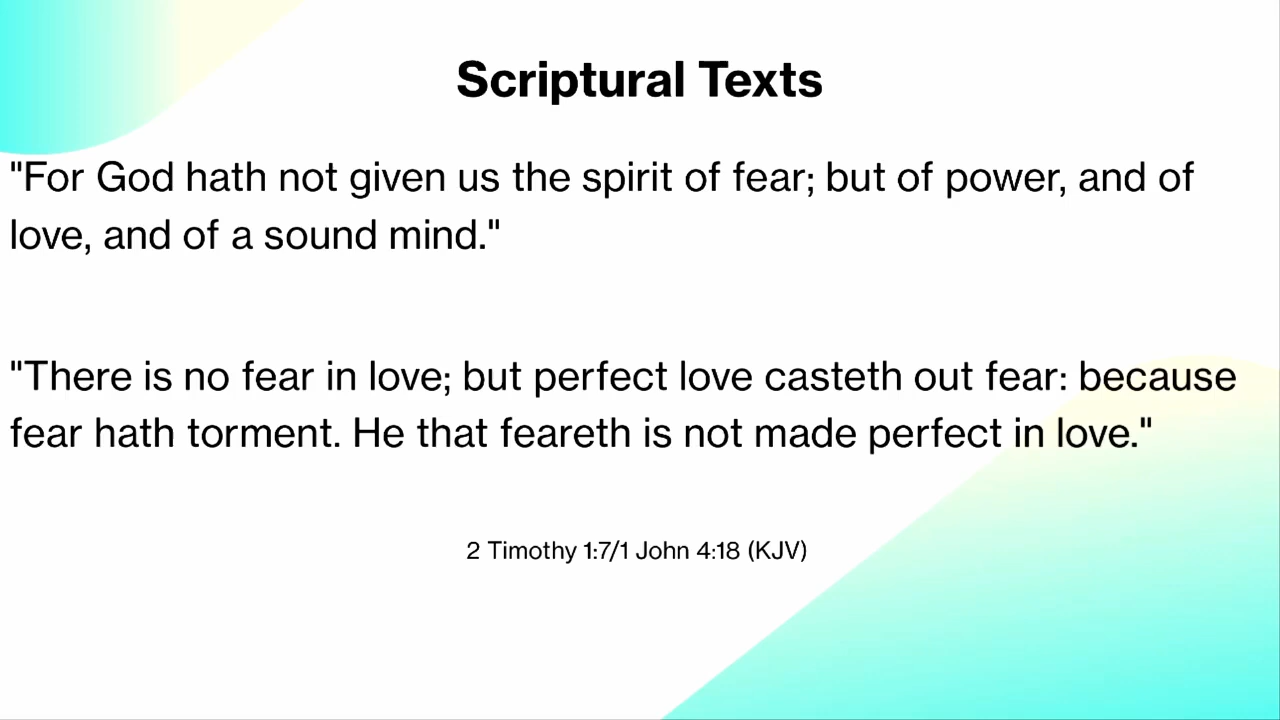 Scriptural Texts
"For God hath not given us the spirit of fear; but of power, and of
love, and of a sound mind."
"There is no fear in love; but perfect love casteth out fear: because
fear hath torment. He that feareth is not made perfect in love."
2 Timothy 1:7/1 John 4:18 (KJV)